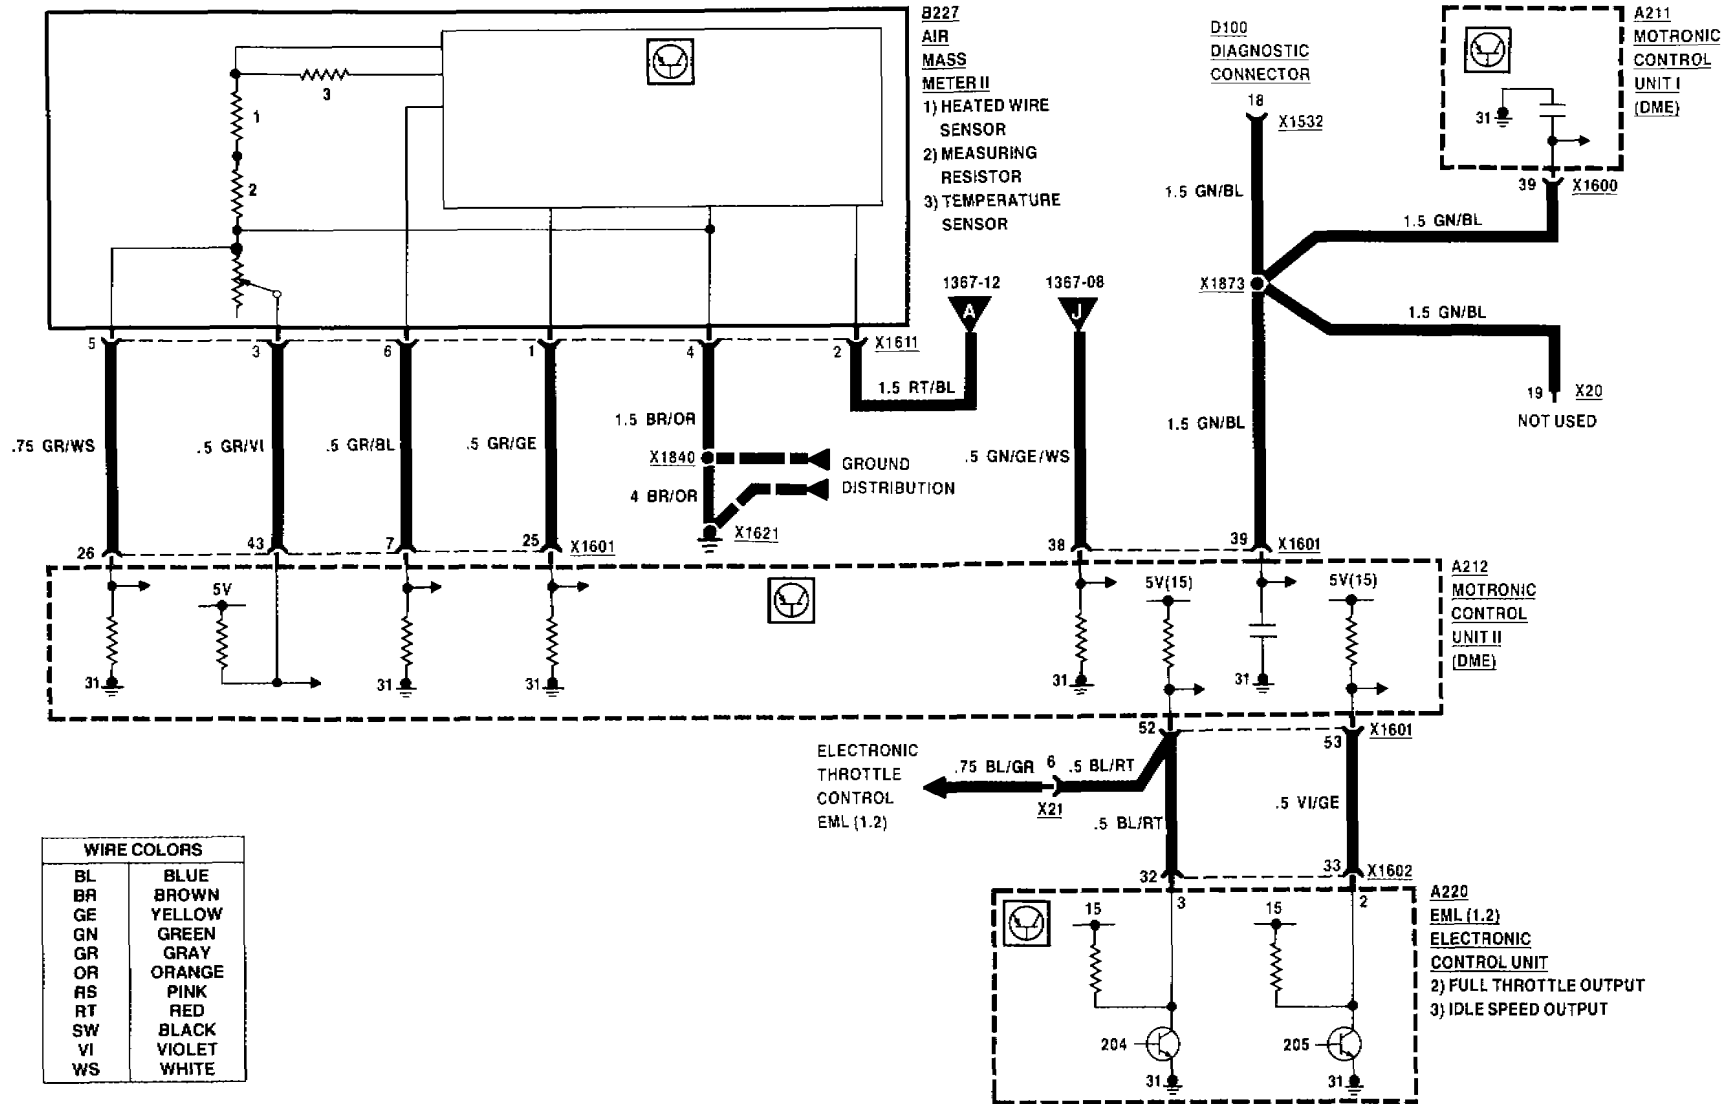 B227
AIR
MASS
METER II
1) HEATED WIRE
SENSOR
2) MEASURING
RESISTOR
3) TEMPERATURE
SENSOR
3
1
2
D100
DIAGNOSTIC
CONNECTOR
18
X1532
A211
MOTRONIC
CONTROL
UNIT I
(DME)
31
39
X1600
1.5 GN/BL
1.5 GN/BL
X1873
1.5 GN/BL
1.5 GN/BL
19
X20
NOT USED
1367-12
A
1367-08
J
5
3
6
1
4
2
X1611
1.5 RT/BL
.75 GR/WS
.5 GR/VI
.5 GR/BL
.5 GR/GE
1.5 BR/OR
X1840
GROUND
DISTRIBUTION
4 BR/OR
X1621
.5 GN/GE/WS
26
43
7
25
X1601
38
39
X1601
A212
MOTRONIC
CONTROL
UNIT II
(DME)
5V
5V(15)
5V(15)
31
31
31
31
31
52
53
X1601
ELECTRONIC
THROTTLE
CONTROL
EML (1.2)
.75 BL/GR
6
.5 BL/RT
X21
.5 BL/RT
.5 VI/GE
32
33
X1602
3
2
A220
EML (1.2)
ELECTRONIC
CONTROL UNIT
2) FULL THROTTLE OUTPUT
3) IDLE SPEED OUTPUT
15
15
204
205
31
31
WIRE COLORS
BL BLUE
BR BROWN
GE YELLOW
GN GREEN
GR GRAY
OR ORANGE
RS PINK
RT RED
SW BLACK
VI VIOLET
WS WHITE